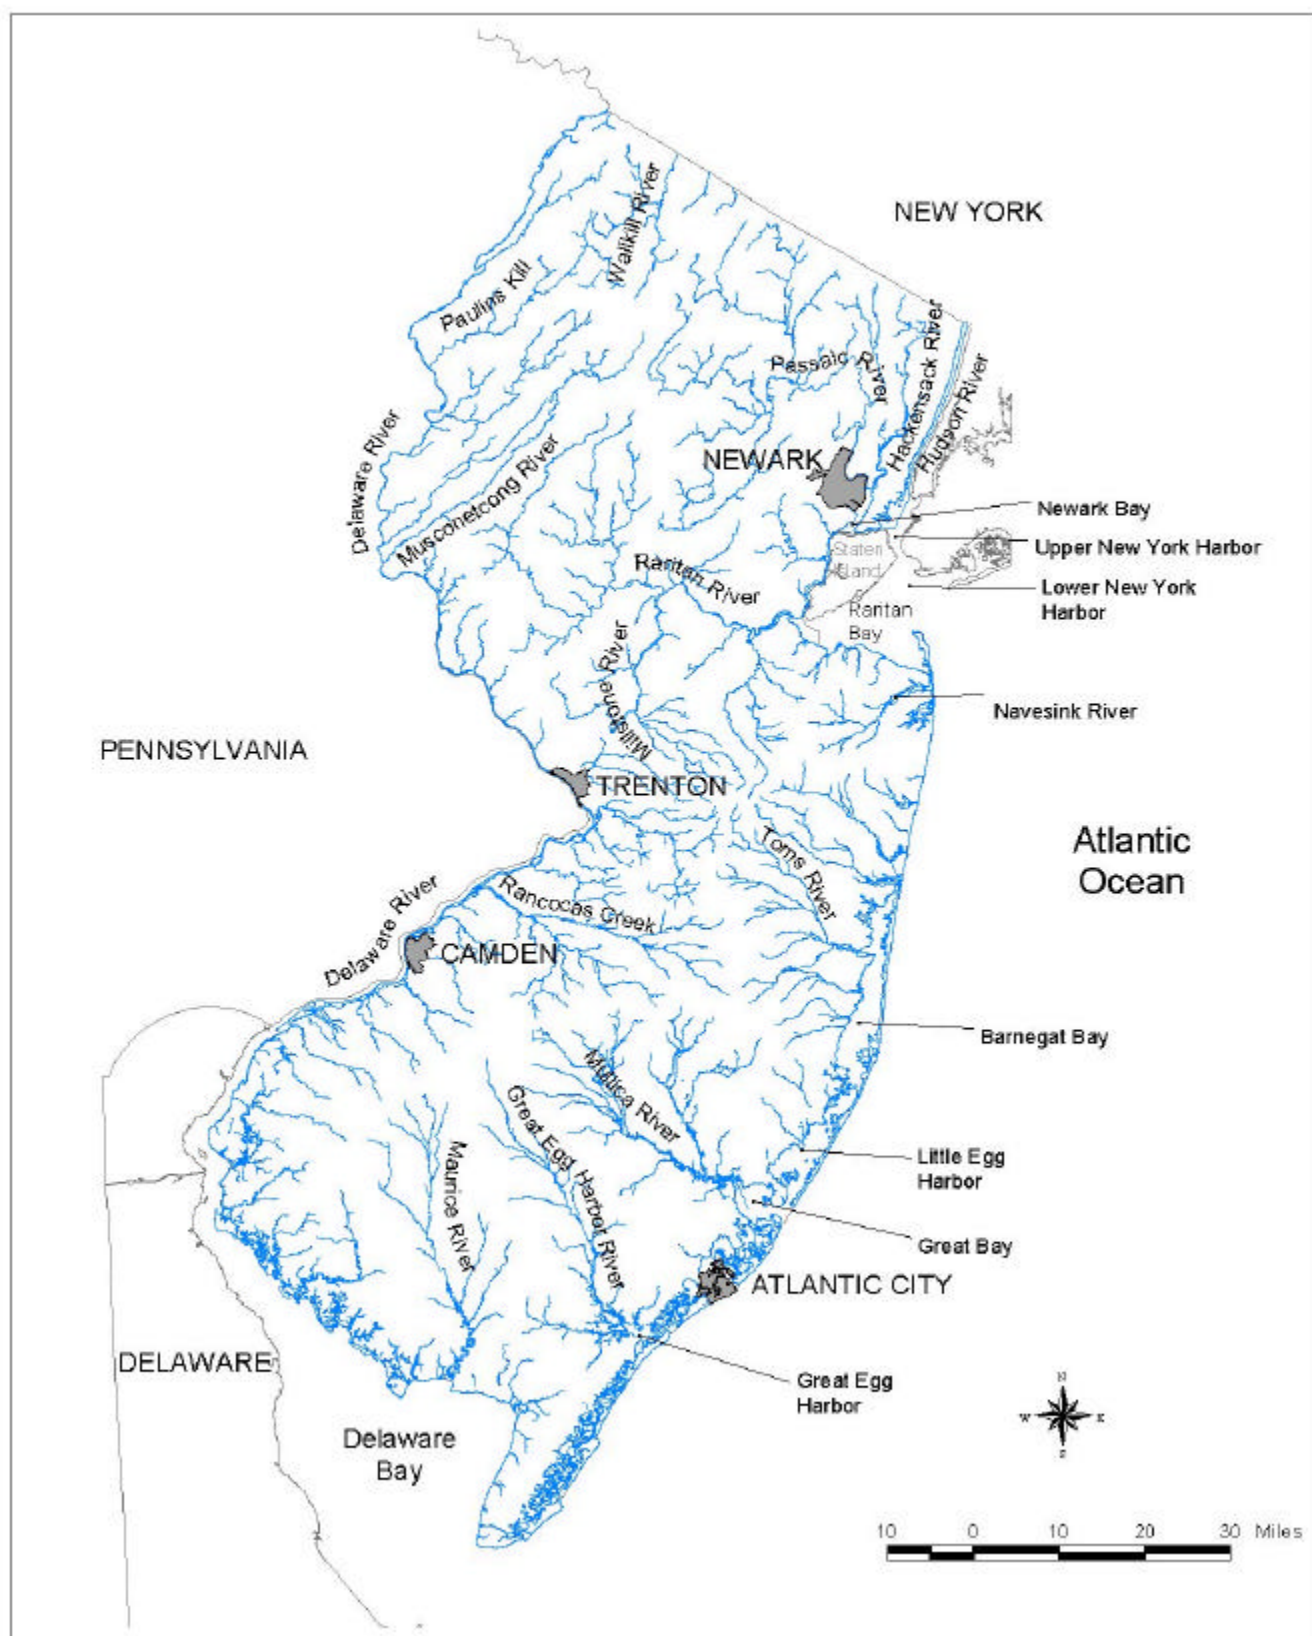 NEW YORK
Wallkill River
Paulins Kill
Passaic River
Hackensack River
Hudson River
Delaware River
Musconetcong River
NEWARK
Newark Bay
Upper New York Harbor
Staten
Island
Lower New York
Harbor
Raritan River
Raritan
Bay
Millstone River
Navesink River
PENNSYLVANIA
TRENTON
Atlantic
Ocean
Toms River
Rancocas Creek
Delaware River
CAMDEN
Barnegat Bay
Mullica River
Great Egg Harbor River
Maurice River
Little Egg
Harbor
Great Bay
ATLANTIC CITY
DELAWARE
Great Egg
Harbor
Delaware
Bay
N
W E
S
10 0 10 20 30 Miles